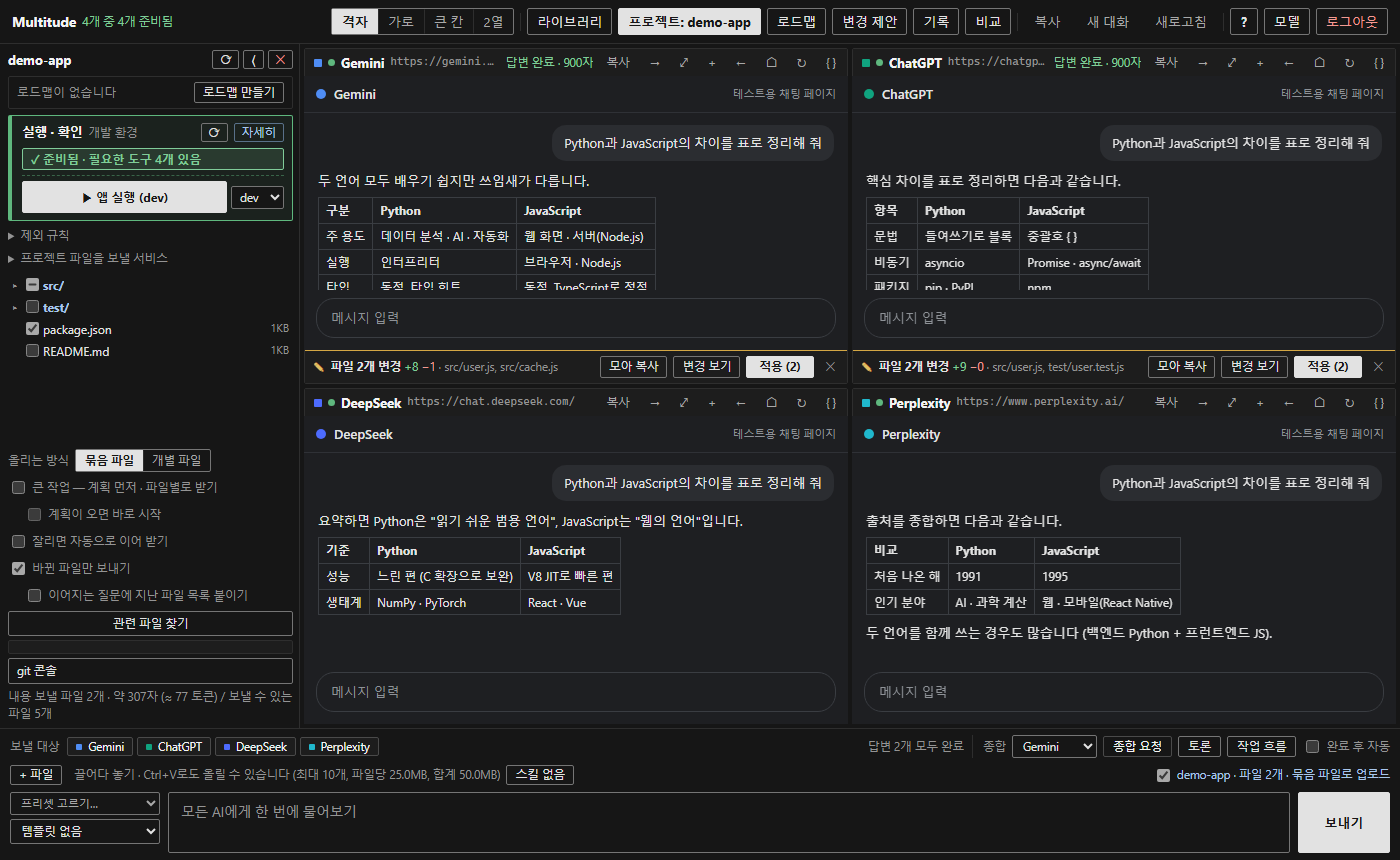 Multitude 4개 중 4개 준비됨 격자 가로 큰 칸 2열 라이브러리 프로젝트: demo-app 로드맵 변경 제안 기록 비교 복사 새 대화 새로고침 ? 모델 로그아웃
demo-app
로드맵이 없습니다 로드맵 만들기
실행 · 확인 개발 환경 자세히
✓ 준비됨 · 필요한 도구 4개 있음
▶ 앱 실행 (dev) dev
▸ 제외 규칙
▸ 프로젝트 파일을 보낼 서비스
src/
test/
package.json 1KB
README.md 1KB
올리는 방식 묶음 파일 개별 파일
큰 작업 — 계획 먼저 · 파일별로 받기
계획이 오면 바로 시작
잘리면 자동으로 이어 받기
바뀐 파일만 보내기
이어지는 질문에 지난 파일 목록 붙이기
관련 파일 찾기
git 콘솔
내용 보낼 파일 2개 · 약 307자 (≈ 77 토큰) / 보낼 수 있는
파일 5개
Gemini https://gemini.… 답변 완료 · 900자 복사 → ⤢ + ← ↻ { }
Gemini 테스트용 채팅 페이지
Python과 JavaScript의 차이를 표로 정리해 줘
두 언어 모두 배우기 쉽지만 쓰임새가 다릅니다.
구분 Python JavaScript
주 용도 데이터 분석 · AI · 자동화 웹 화면 · 서버(Node.js)
실행 인터프리터 브라우저 · Node.js
타입 동적, 타입 힌트 동적, TypeScript로 정적
메시지 입력
파일 2개 변경 +8 −1 · src/user.js, src/cache.js 모아 복사 변경 보기 적용 (2) ×
ChatGPT https://chatgp… 답변 완료 · 900자 복사 → ⤢ + ← ↻ { }
ChatGPT 테스트용 채팅 페이지
Python과 JavaScript의 차이를 표로 정리해 줘
핵심 차이를 표로 정리하면 다음과 같습니다.
항목 Python JavaScript
문법 들여쓰기로 블록 중괄호 { }
비동기 asyncio Promise · async/await
패키지 pip · PyPI npm
메시지 입력
파일 2개 변경 +9 −0 · src/user.js, test/user.test.js 모아 복사 변경 보기 적용 (2) ×
DeepSeek https://chat.deepseek.com/ 복사 → ⤢ + ← ↻ { }
DeepSeek 테스트용 채팅 페이지
Python과 JavaScript의 차이를 표로 정리해 줘
요약하면 Python은 "읽기 쉬운 범용 언어", JavaScript는 "웹의 언어"입니다.
기준 Python JavaScript
성능 느린 편 (C 확장으로 보완) V8 JIT로 빠른 편
생태계 NumPy · PyTorch React · Vue
메시지 입력
Perplexity https://www.perplexity.ai/ 복사 → ⤢ + ← ↻ { }
Perplexity 테스트용 채팅 페이지
Python과 JavaScript의 차이를 표로 정리해 줘
출처를 종합하면 다음과 같습니다.
비교 Python JavaScript
처음 나온 해 1991 1995
인기 분야 AI · 과학 계산 웹 · 모바일(React Native)
두 언어를 함께 쓰는 경우도 많습니다 (백엔드 Python + 프런트엔드 JS).
메시지 입력
보낼 대상 Gemini ChatGPT DeepSeek Perplexity 답변 2개 모두 완료 종합 Gemini 종합 요청 토론 작업 흐름 완료 후 자동
+ 파일 끌어다 놓기 · Ctrl+V로도 올릴 수 있습니다 (최대 10개, 파일당 25.0MB, 합계 50.0MB) 스킬 없음 demo-app · 파일 2개 · 묶음 파일로 업로드
프리셋 고르기... 모든 AI에게 한 번에 물어보기 보내기
템플릿 없음